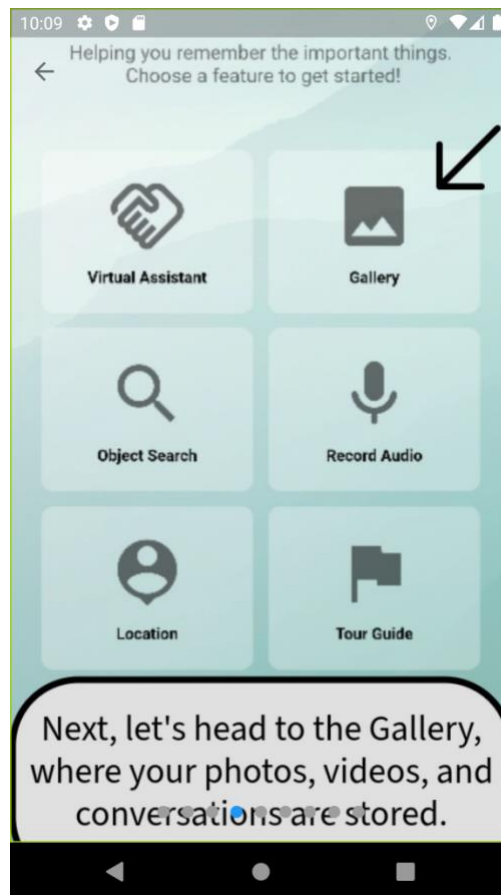 10:09
Helping you remember the important things.
Choose a feature to get started!
Virtual Assistant
Gallery
Object Search
Record Audio
Location
Tour Guide
Next, let's head to the Gallery,
where your photos, videos, and
conversations are stored.